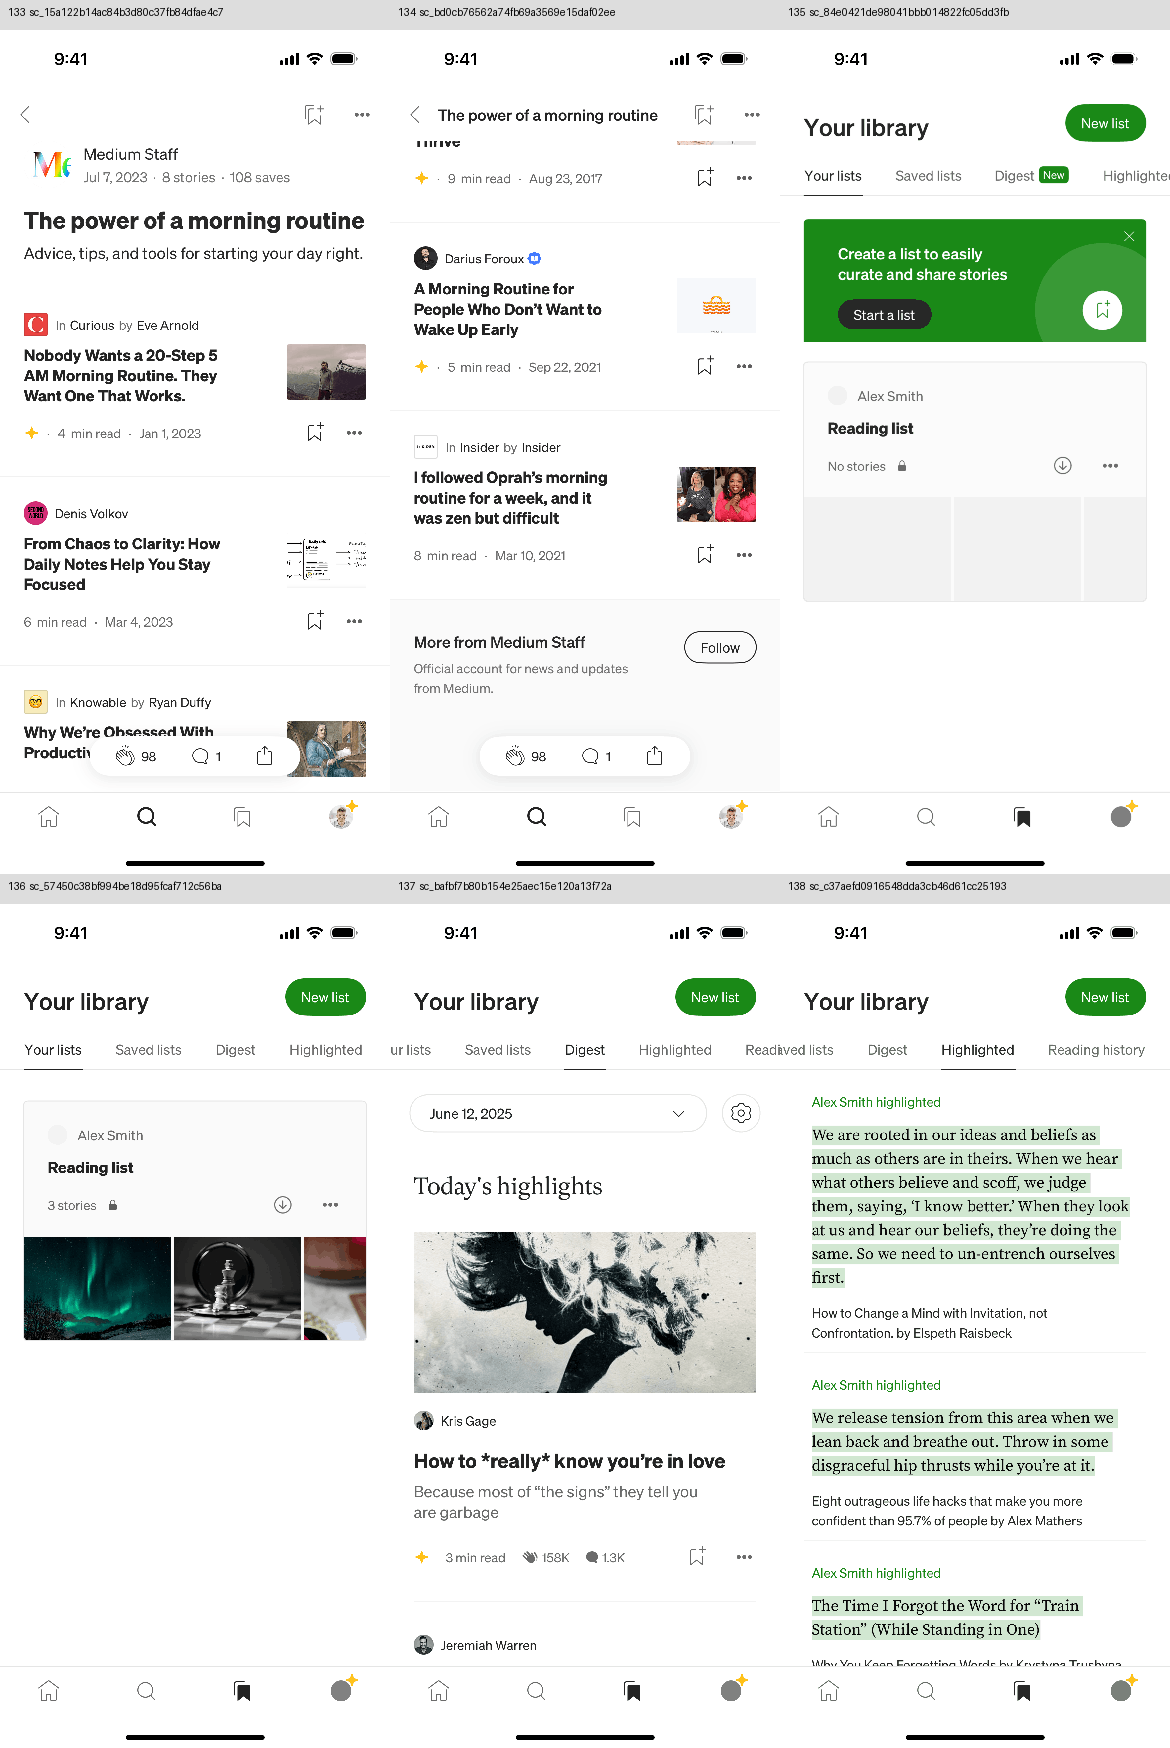 133 sc_15a122b14ac84b3d80c37fb84dfae4c7
9:41
Medium Staff
Jul 7, 2023 · 8 stories · 108 saves
The power of a morning routine
Advice, tips, and tools for starting your day right.
In Curious by Eve Arnold
Nobody Wants a 20-Step 5
AM Morning Routine. They
Want One That Works.
· 4 min read · Jan 1, 2023
Denis Volkov
From Chaos to Clarity: How
Daily Notes Help You Stay
Focused
6 min read · Mar 4, 2023
In Knowable by Ryan Duffy
Why We're Obsessed With
98
1
134 sc_bd0cb76562a74fb69a3569e15daf02ee
9:41
The power of a morning routine
Thrive
· 9 min read · Aug 23, 2017
Darius Foroux
A Morning Routine for
People Who Don't Want to
Wake Up Early
· 5 min read · Sep 22, 2021
In Insider by Insider
I followed Oprah's morning
routine for a week, and it
was zen but difficult
8 min read · Mar 10, 2021
More from Medium Staff
Follow
Official account for news and updates
from Medium.
98
1
135 sc_84e0421de98041bbb014822fc05dd3fb
9:41
Your library
New list
Your lists
Saved lists
Digest New
Highlighte
Create a list to easily
curate and share stories
Start a list
Alex Smith
Reading list
No stories
136 sc_57450c38bf994be18d95fcaf712c56ba
9:41
Your library
New list
Your lists
Saved lists
Digest
Highlighted
Alex Smith
Reading list
3 stories
137 sc_bafbf7b80b154e25aec15e120a13f72a
9:41
Your library
New list
ur lists
Saved lists
Digest
Highlighted
Readi
June 12, 2025
Today's highlights
Kris Gage
How to *really* know you're in love
Because most of "the signs" they tell you
are garbage
3 min read
158K
1.3K
Jeremiah Warren
138 sc_c37aefd0916548dda3cb46d61cc25193
9:41
Your library
New list
ved lists
Digest
Highlighted
Reading history
Alex Smith highlighted
We are rooted in our ideas and beliefs as
much as others are in theirs. When we hear
what others believe and scoff, we judge
them, saying, 'I know better.' When they look
at us and hear our beliefs, they're doing the
same. So we need to un-entrench ourselves
first.
How to Change a Mind with Invitation, not
Confrontation. by Elspeth Raisbeck
Alex Smith highlighted
We release tension from this area when we
lean back and breathe out. Throw in some
disgraceful hip thrusts while you're at it.
Eight outrageous life hacks that make you more
confident than 95.7% of people by Alex Mathers
Alex Smith highlighted
The Time I Forgot the Word for "Train
Station" (While Standing in One)
Why You Keep Forgetting Words by Krystyna Trushyna